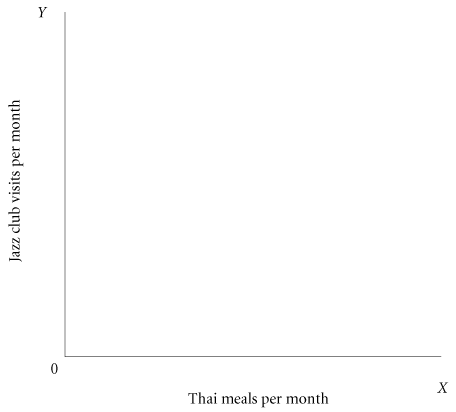 Y
Jazz club visits per month
0
X
Thai meals per month